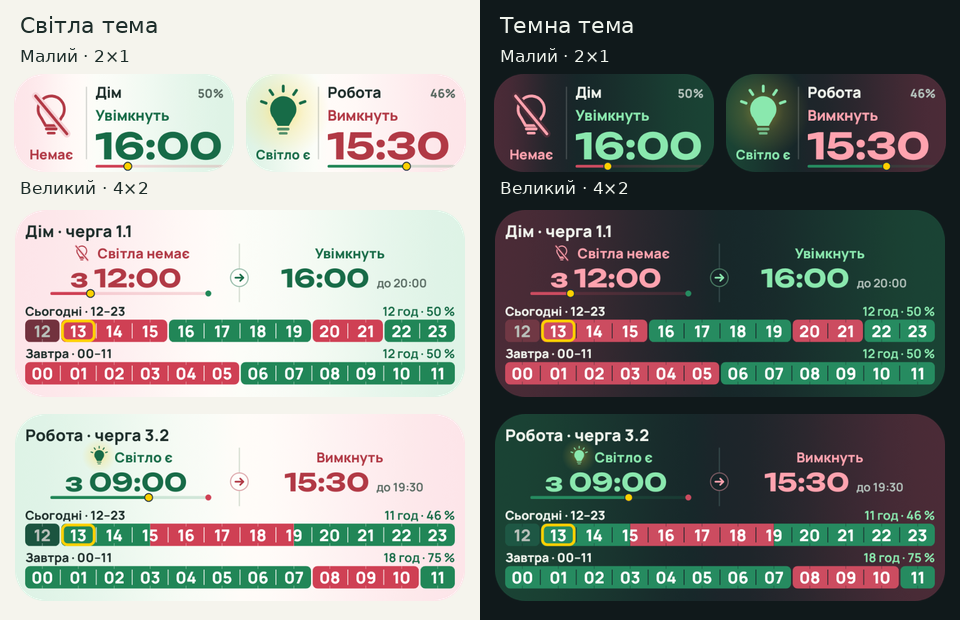 Світла тема
Малий · 2×1
Немає
Дім 50%
Увімкнуть
16:00
Світло є
Робота 46%
Вимкнуть
15:30
Великий · 4×2
Дім · черга 1.1
Світла немає
з 12:00
Увімкнуть
16:00 до 20:00
Сьогодні · 12–23 12 год · 50 %
12 13 14 15 16 17 18 19 20 21 22 23
Завтра · 00–11 12 год · 50 %
00 01 02 03 04 05 06 07 08 09 10 11
Робота · черга 3.2
Світло є
з 09:00
Вимкнуть
15:30 до 19:30
Сьогодні · 12–23 11 год · 46 %
12 13 14 15 16 17 18 19 20 21 22 23
Завтра · 00–11 18 год · 75 %
00 01 02 03 04 05 06 07 08 09 10 11
Темна тема
Малий · 2×1
Немає
Дім 50%
Увімкнуть
16:00
Світло є
Робота 46%
Вимкнуть
15:30
Великий · 4×2
Дім · черга 1.1
Світла немає
з 12:00
Увімкнуть
16:00 до 20:00
Сьогодні · 12–23 12 год · 50 %
12 13 14 15 16 17 18 19 20 21 22 23
Завтра · 00–11 12 год · 50 %
00 01 02 03 04 05 06 07 08 09 10 11
Робота · черга 3.2
Світло є
з 09:00
Вимкнуть
15:30 до 19:30
Сьогодні · 12–23 11 год · 46 %
12 13 14 15 16 17 18 19 20 21 22 23
Завтра · 00–11 18 год · 75 %
00 01 02 03 04 05 06 07 08 09 10 11